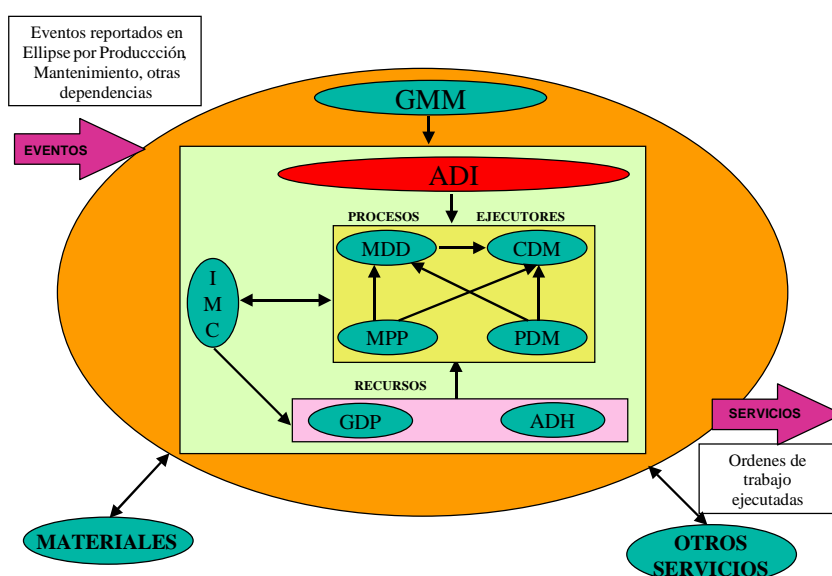 Eventos reportados en
Ellipse por Produccción,
Mantenimiento, otras
dependencias
GMM
EVENTOS
ADI
PROCESOS
EJECUTORES
MDD
CDM
I
M
C
MPP
PDM
RECURSOS
GDP
ADH
SERVICIOS
Ordenes de
trabajo
ejecutadas
MATERIALES
OTROS
SERVICIOS